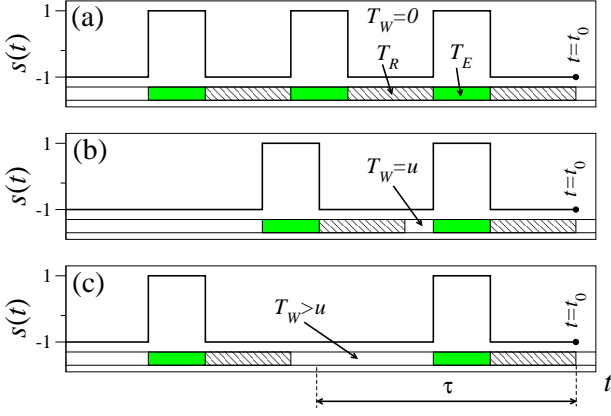 (a)
T_W=0
T_R
T_E
t=t_0
s(t)
1
-1
(b)
T_W=u
t=t_0
s(t)
1
-1
(c)
T_W>u
t=t_0
s(t)
1
-1
τ
t